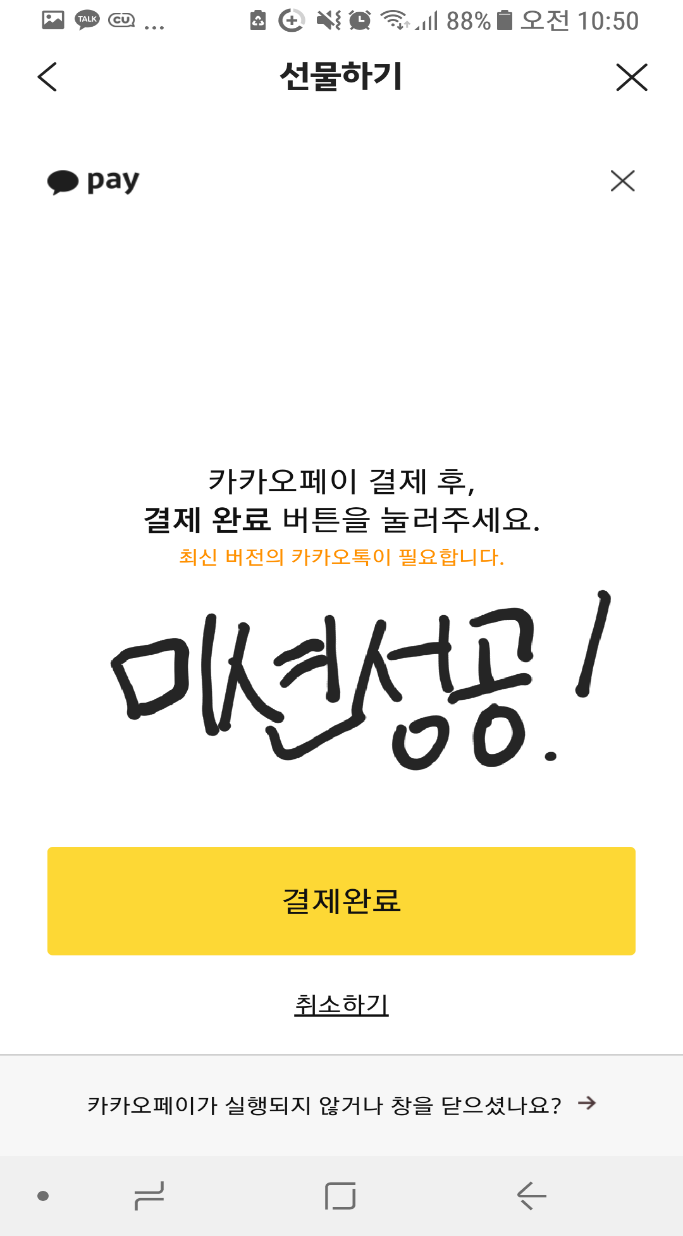 TALK CU ... 88% 오전 10:50
선물하기
pay
카카오페이 결제 후,
결제 완료 버튼을 눌러주세요.
최신 버전의 카카오톡이 필요합니다.
미션성공!
결제완료
취소하기
카카오페이가 실행되지 않거나 창을 닫으셨나요? →